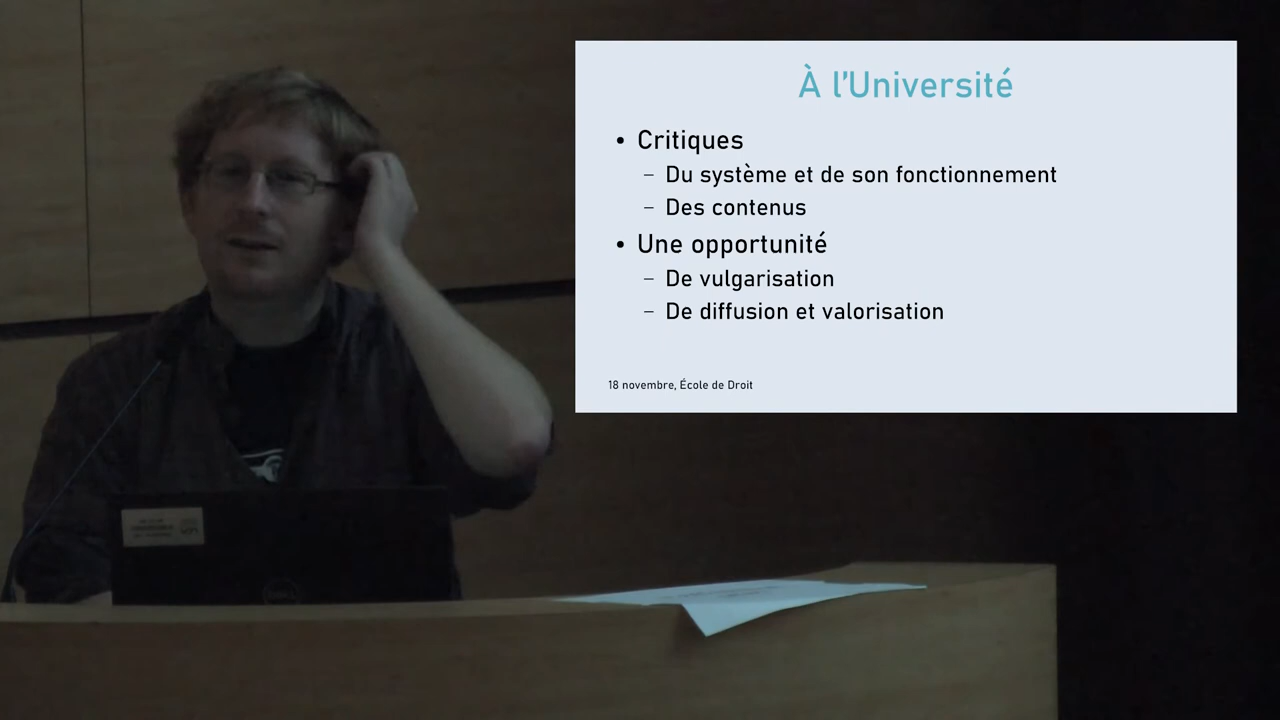 À l'Université
• Critiques
– Du système et de son fonctionnement
– Des contenus
• Une opportunité
– De vulgarisation
– De diffusion et valorisation
18 novembre, École de Droit
DELL